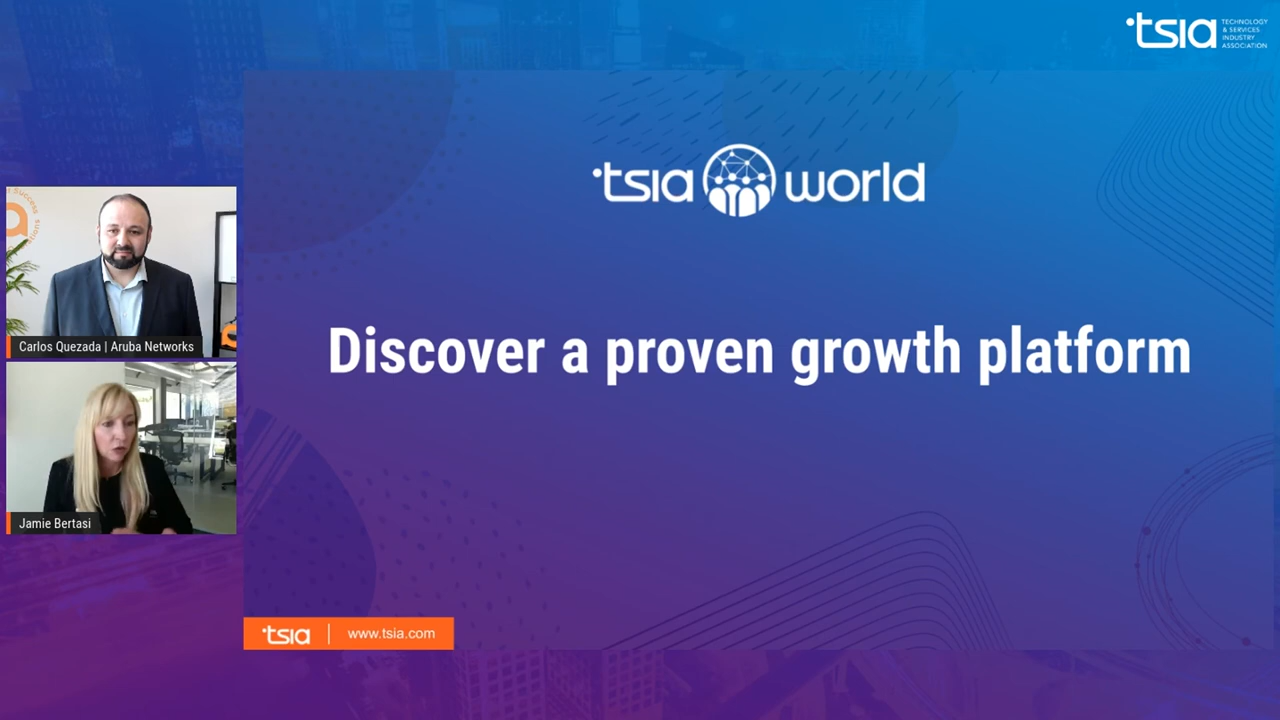 tsia TECHNOLOGY
& SERVICES
INDUSTRY
ASSOCIATION
tsia world
Discover a proven growth platform
success
Carlos Quezada | Aruba Networks
Jamie Bertasi
tsia | www.tsia.com